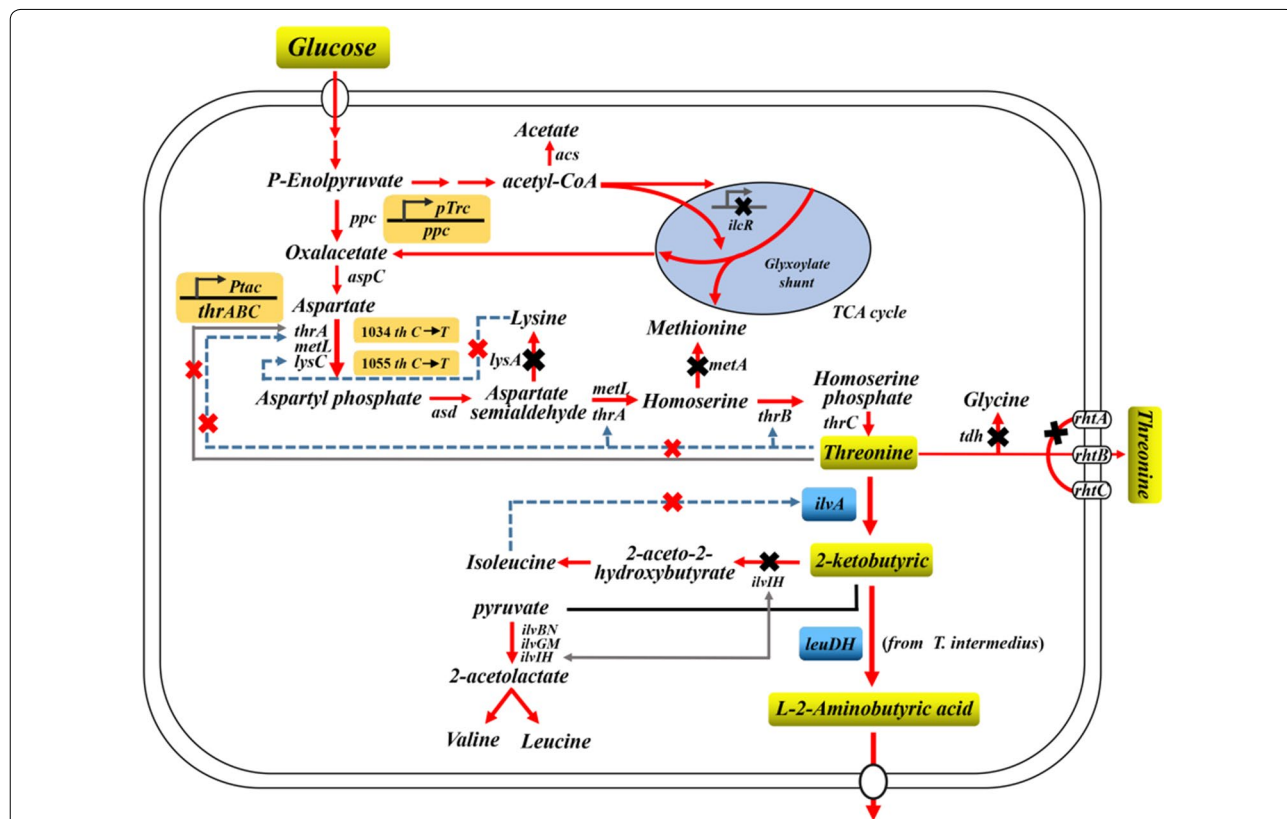 Glucose
Acetate
acs
P-Enolpyruvate
acetyl-CoA
ppc
pTrc
ppc
ilcR
Oxalacetate
Glyxoylate
shunt
aspC
Ptac
thrABC
Aspartate
TCA cycle
Lysine
Methionine
thrA
metL
lysC
1034 th C→T
1055 th C→T
lysA
metA
Aspartyl phosphate
asd
Aspartate
semialdehyde
metL
thrA
Homoserine
thrB
Homoserine
phosphate
thrC
Glycine
tdh
rhtA
rhtB
rhtC
Threonine
Threonine
ilvA
Isoleucine
2-aceto-2-
hydroxybutyrate
ilvIH
2-ketobutyric
pyruvate
ilvBN
ilvGM
ilvIH
leuDH
(from T. intermedius)
2-acetolactate
L-2-Aminobutyric acid
Valine
Leucine